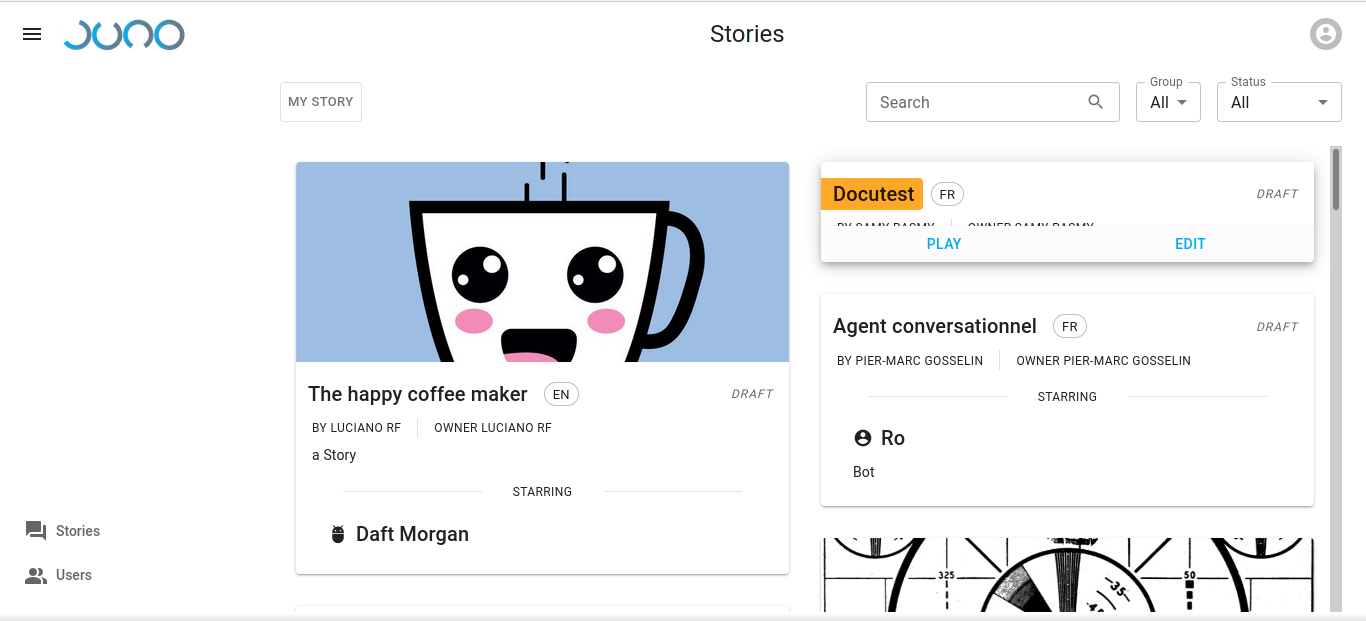 JUNO
Stories
MY STORY
Search
Group
All
Status
All
The happy coffee maker EN DRAFT
BY LUCIANO RF OWNER LUCIANO RF
a Story
STARRING
Daft Morgan
Docutest FR DRAFT
BY SAMY RASMY OWNER SAMY RASMY
PLAY EDIT
Agent conversationnel FR DRAFT
BY PIER-MARC GOSSELIN OWNER PIER-MARC GOSSELIN
STARRING
Ro
Bot
325
50
-35-
Stories
Users